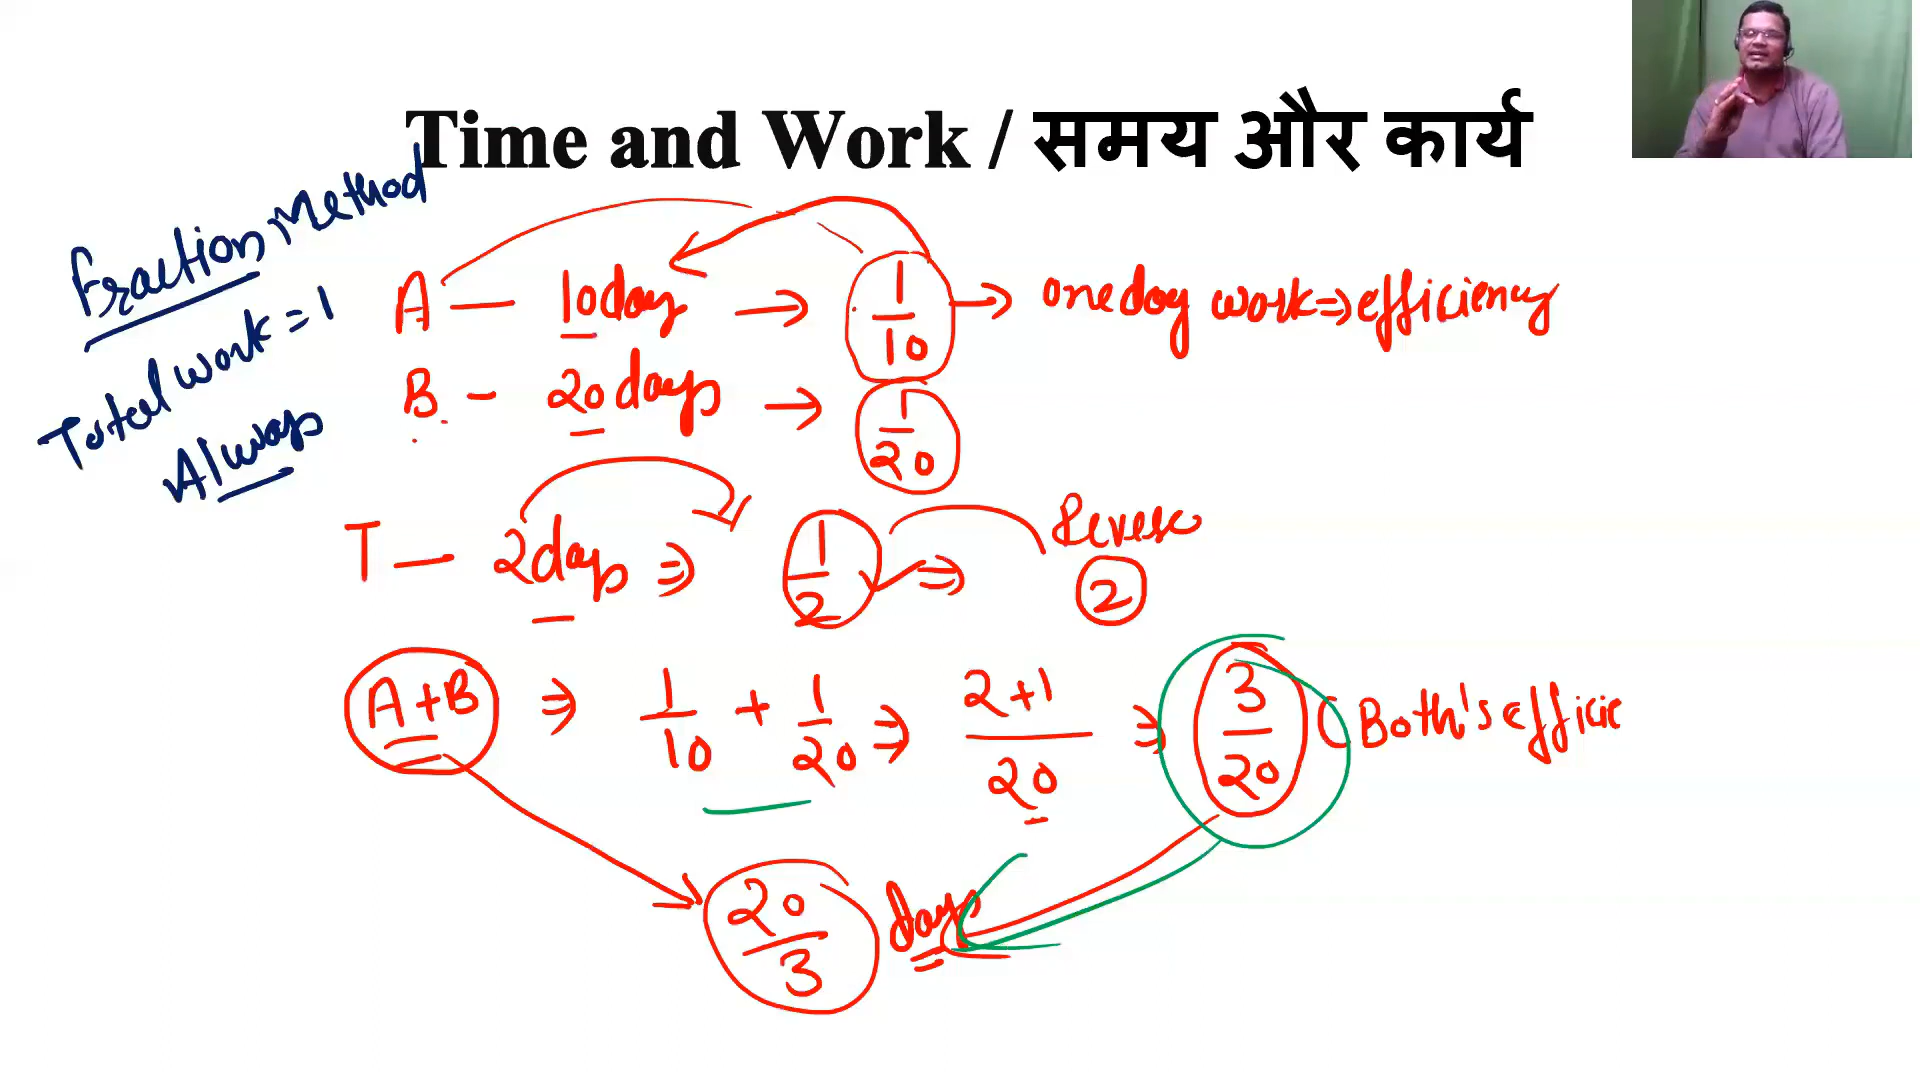 Time and Work / समय और कार्य
Fraction Method
Total work = 1
Always
A — 10 day → 1/10 → one day work ⇒ efficiency
B - 20 days → 1/20
T — 2 days ⇒ 1/2 ⇒ 2
Reverse
A+B ⇒ 1/10 + 1/20 ⇒ 2+1/20 ⇒ 3/20 (Both's efficie
20/3 days